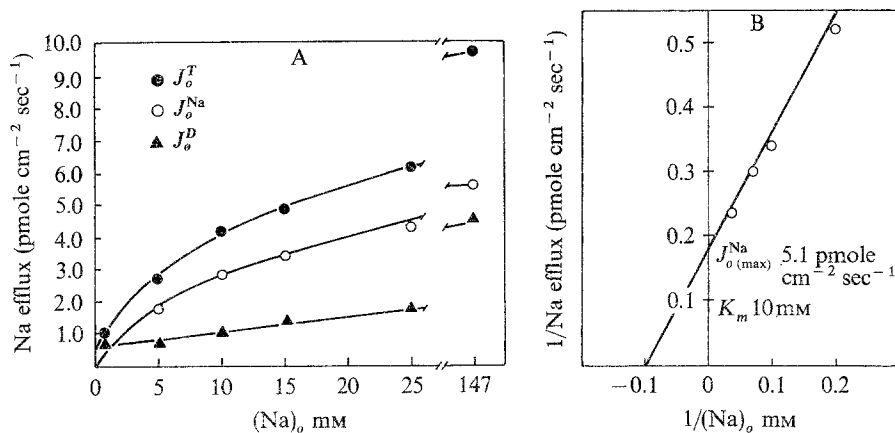 A
10.0
9.0
8.0
7.0
6.0
5.0
4.0
3.0
2.0
1.0
J_o^T
J_o^Na
J_o^D
Na efflux (pmole cm⁻² sec⁻¹)
0 5 10 15 20 25 147
(Na)ₒ mM
B
0.5
0.4
0.3
0.2
0.1
J_o (max)^Na 5.1 pmole
cm⁻² sec⁻¹
K_m 10 mM
1/Na efflux (pmole cm⁻² sec⁻¹)
−0.1 0 0.1 0.2
1/(Na)ₒ mM